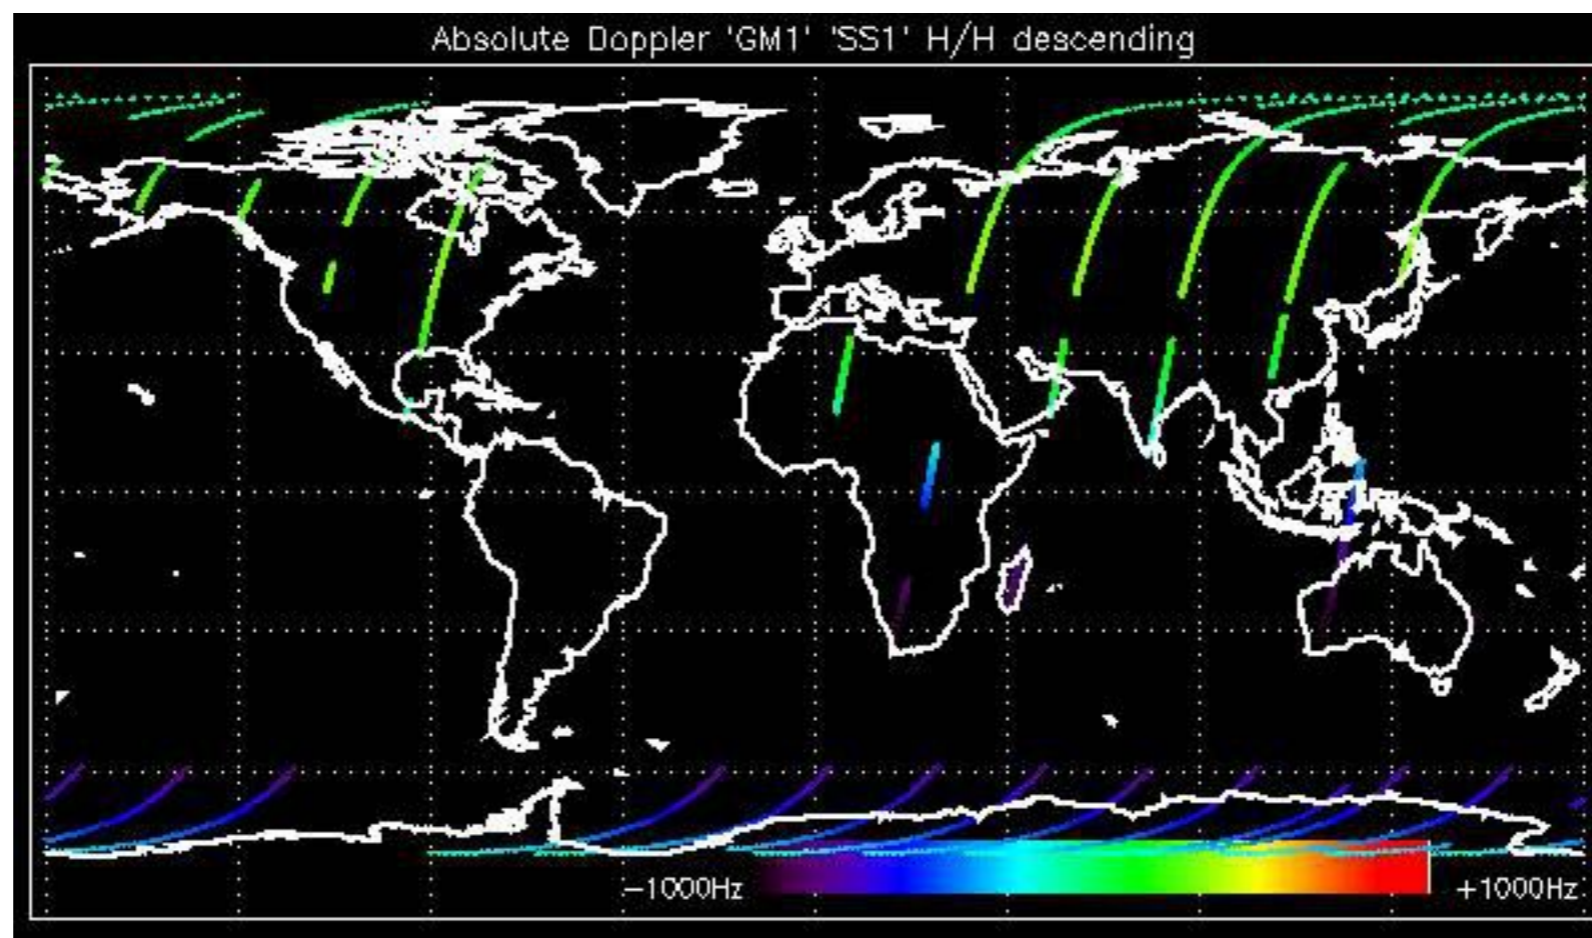 Absolute Doppler 'GM1' 'SS1' H/H descending
-1000Hz +1000Hz